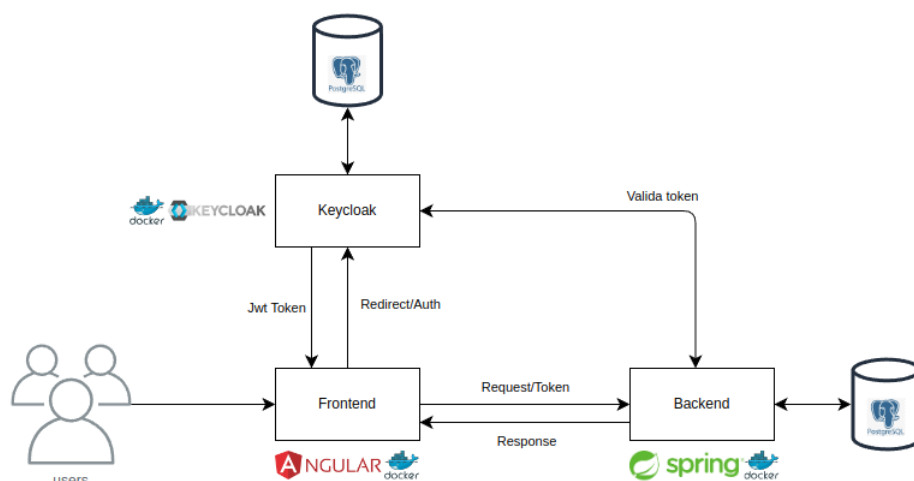 PostgreSQL
docker
KEYCLOAK
Keycloak
Valida token
Jwt Token
Redirect/Auth
users
Frontend
Request/Token
Response
Backend
PostgreSQL
ANGULAR
docker
spring
docker